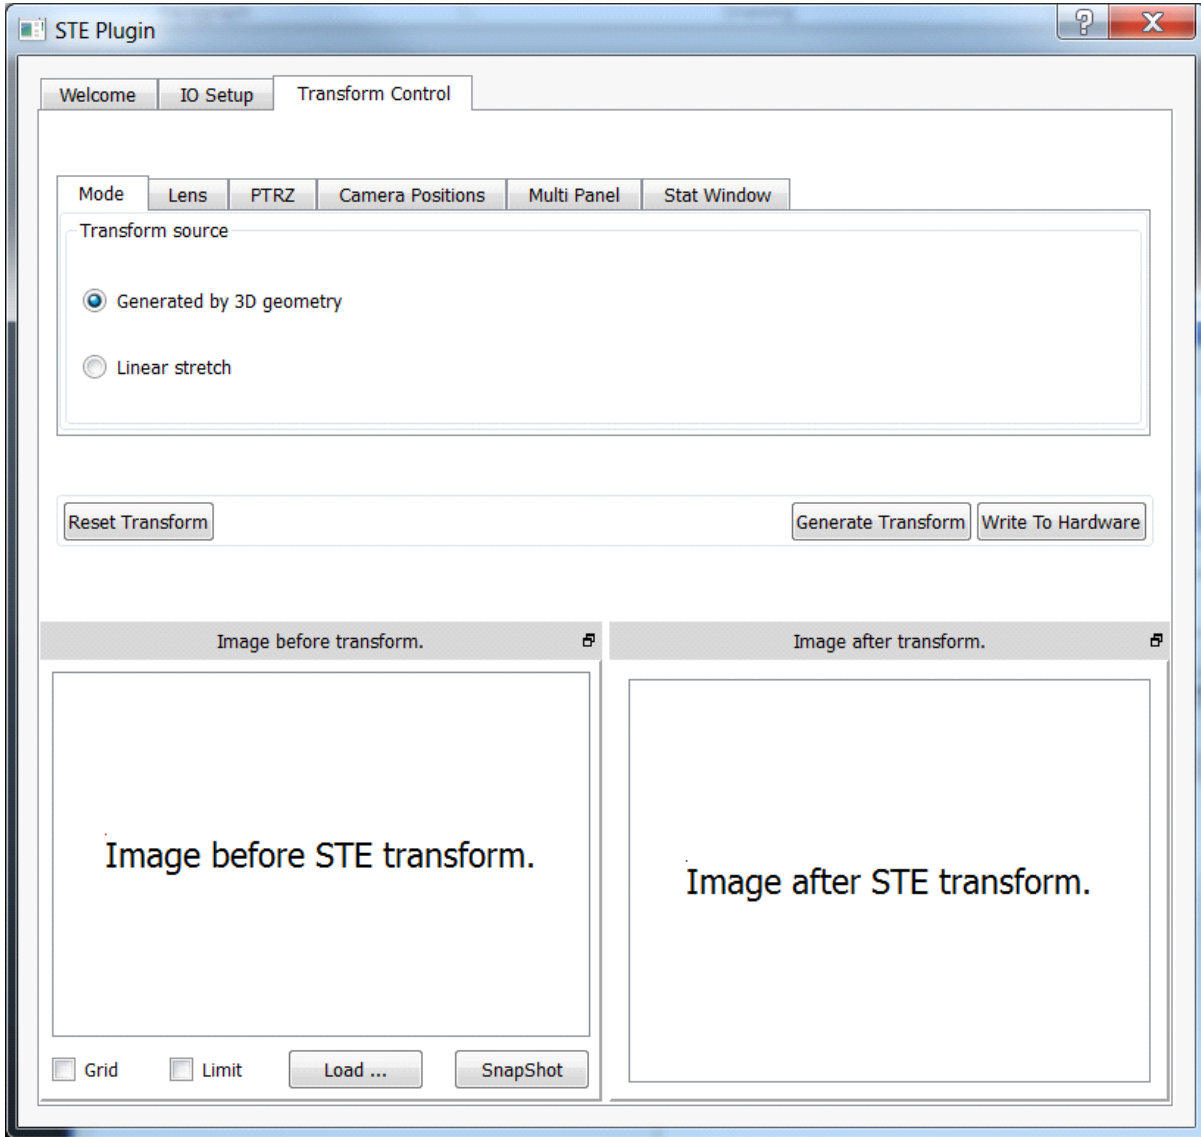 STE Plugin
Welcome IO Setup Transform Control
Mode Lens PTRZ Camera Positions Multi Panel Stat Window
Transform source
Generated by 3D geometry
Linear stretch
Reset Transform Generate Transform Write To Hardware
Image before transform. Image after transform.
Image before STE transform.
Image after STE transform.
Grid Limit Load ... SnapShot